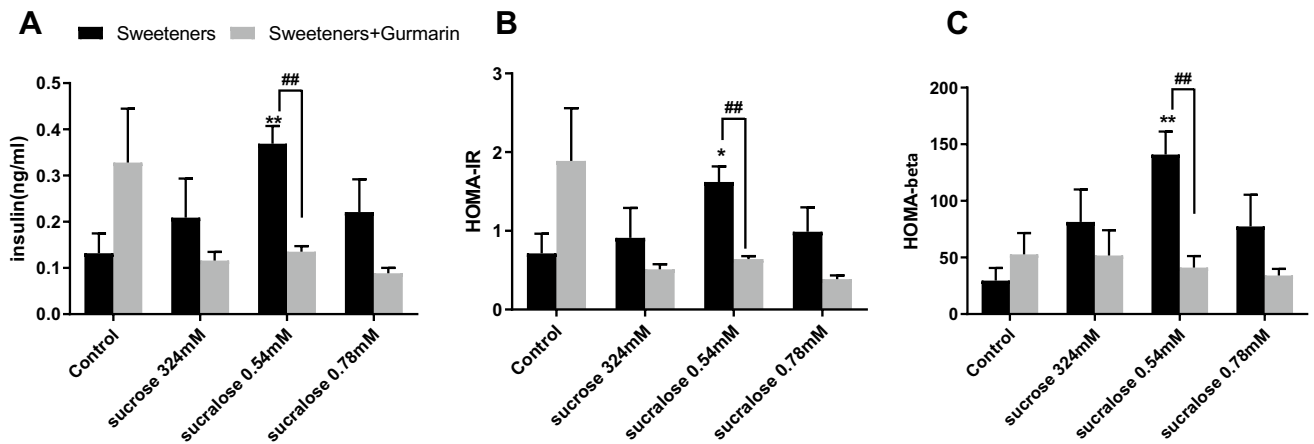 A
Sweeteners
Sweeteners+Gurmarin
insulin(ng/ml)
0.5
0.4
0.3
0.2
0.1
0.0
**
##
Control
sucrose 324mM
sucralose 0.54mM
sucralose 0.78mM
B
HOMA-IR
3
2
1
0
*
##
Control
sucrose 324mM
sucralose 0.54mM
sucralose 0.78mM
C
HOMA-beta
200
150
100
50
0
**
##
Control
sucrose 324mM
sucralose 0.54mM
sucralose 0.78mM